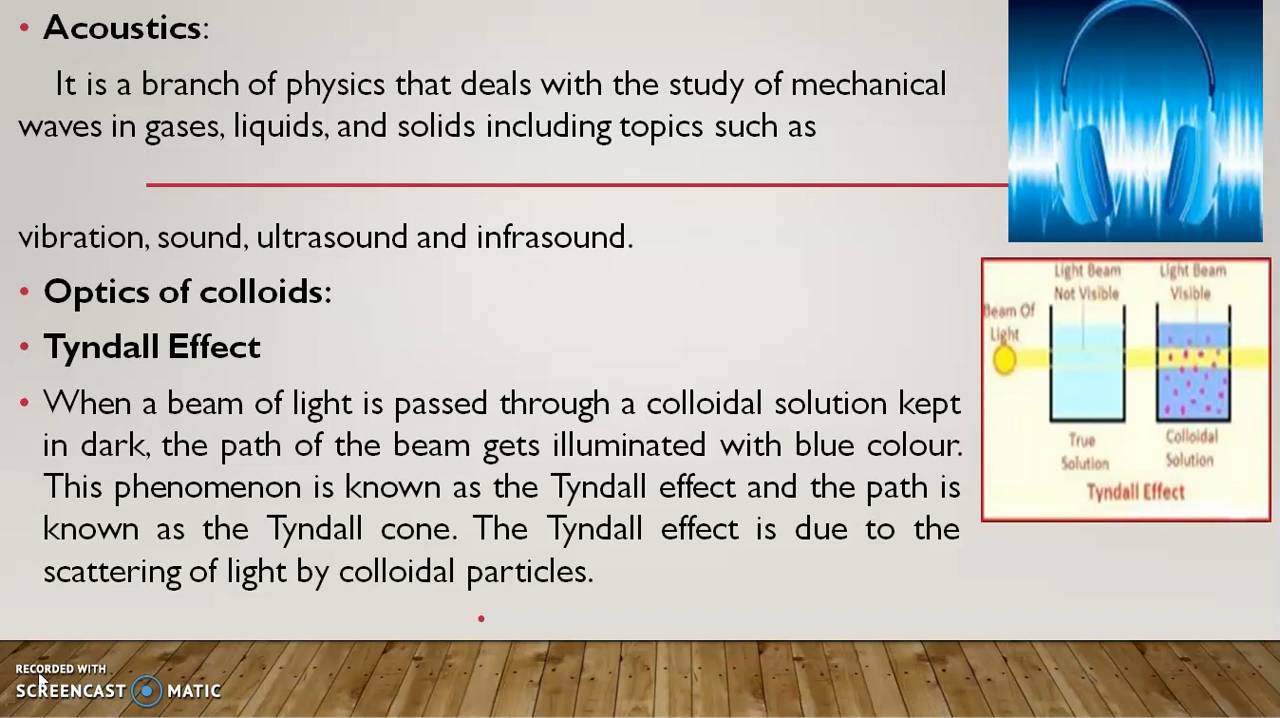 • Acoustics:
It is a branch of physics that deals with the study of mechanical
waves in gases, liquids, and solids including topics such as
vibration, sound, ultrasound and infrasound.
• Optics of colloids:
• Tyndall Effect
• When a beam of light is passed through a colloidal solution kept
in dark, the path of the beam gets illuminated with blue colour.
This phenomenon is known as the Tyndall effect and the path is
known as the Tyndall cone. The Tyndall effect is due to the
scattering of light by colloidal particles.
•
Light Beam
Not Visible
Light Beam
Visible
Beam Of
Light
True
Solution
Colloidal
Solution
Tyndall Effect
RECORDED WITH
SCREENCAST MATIC